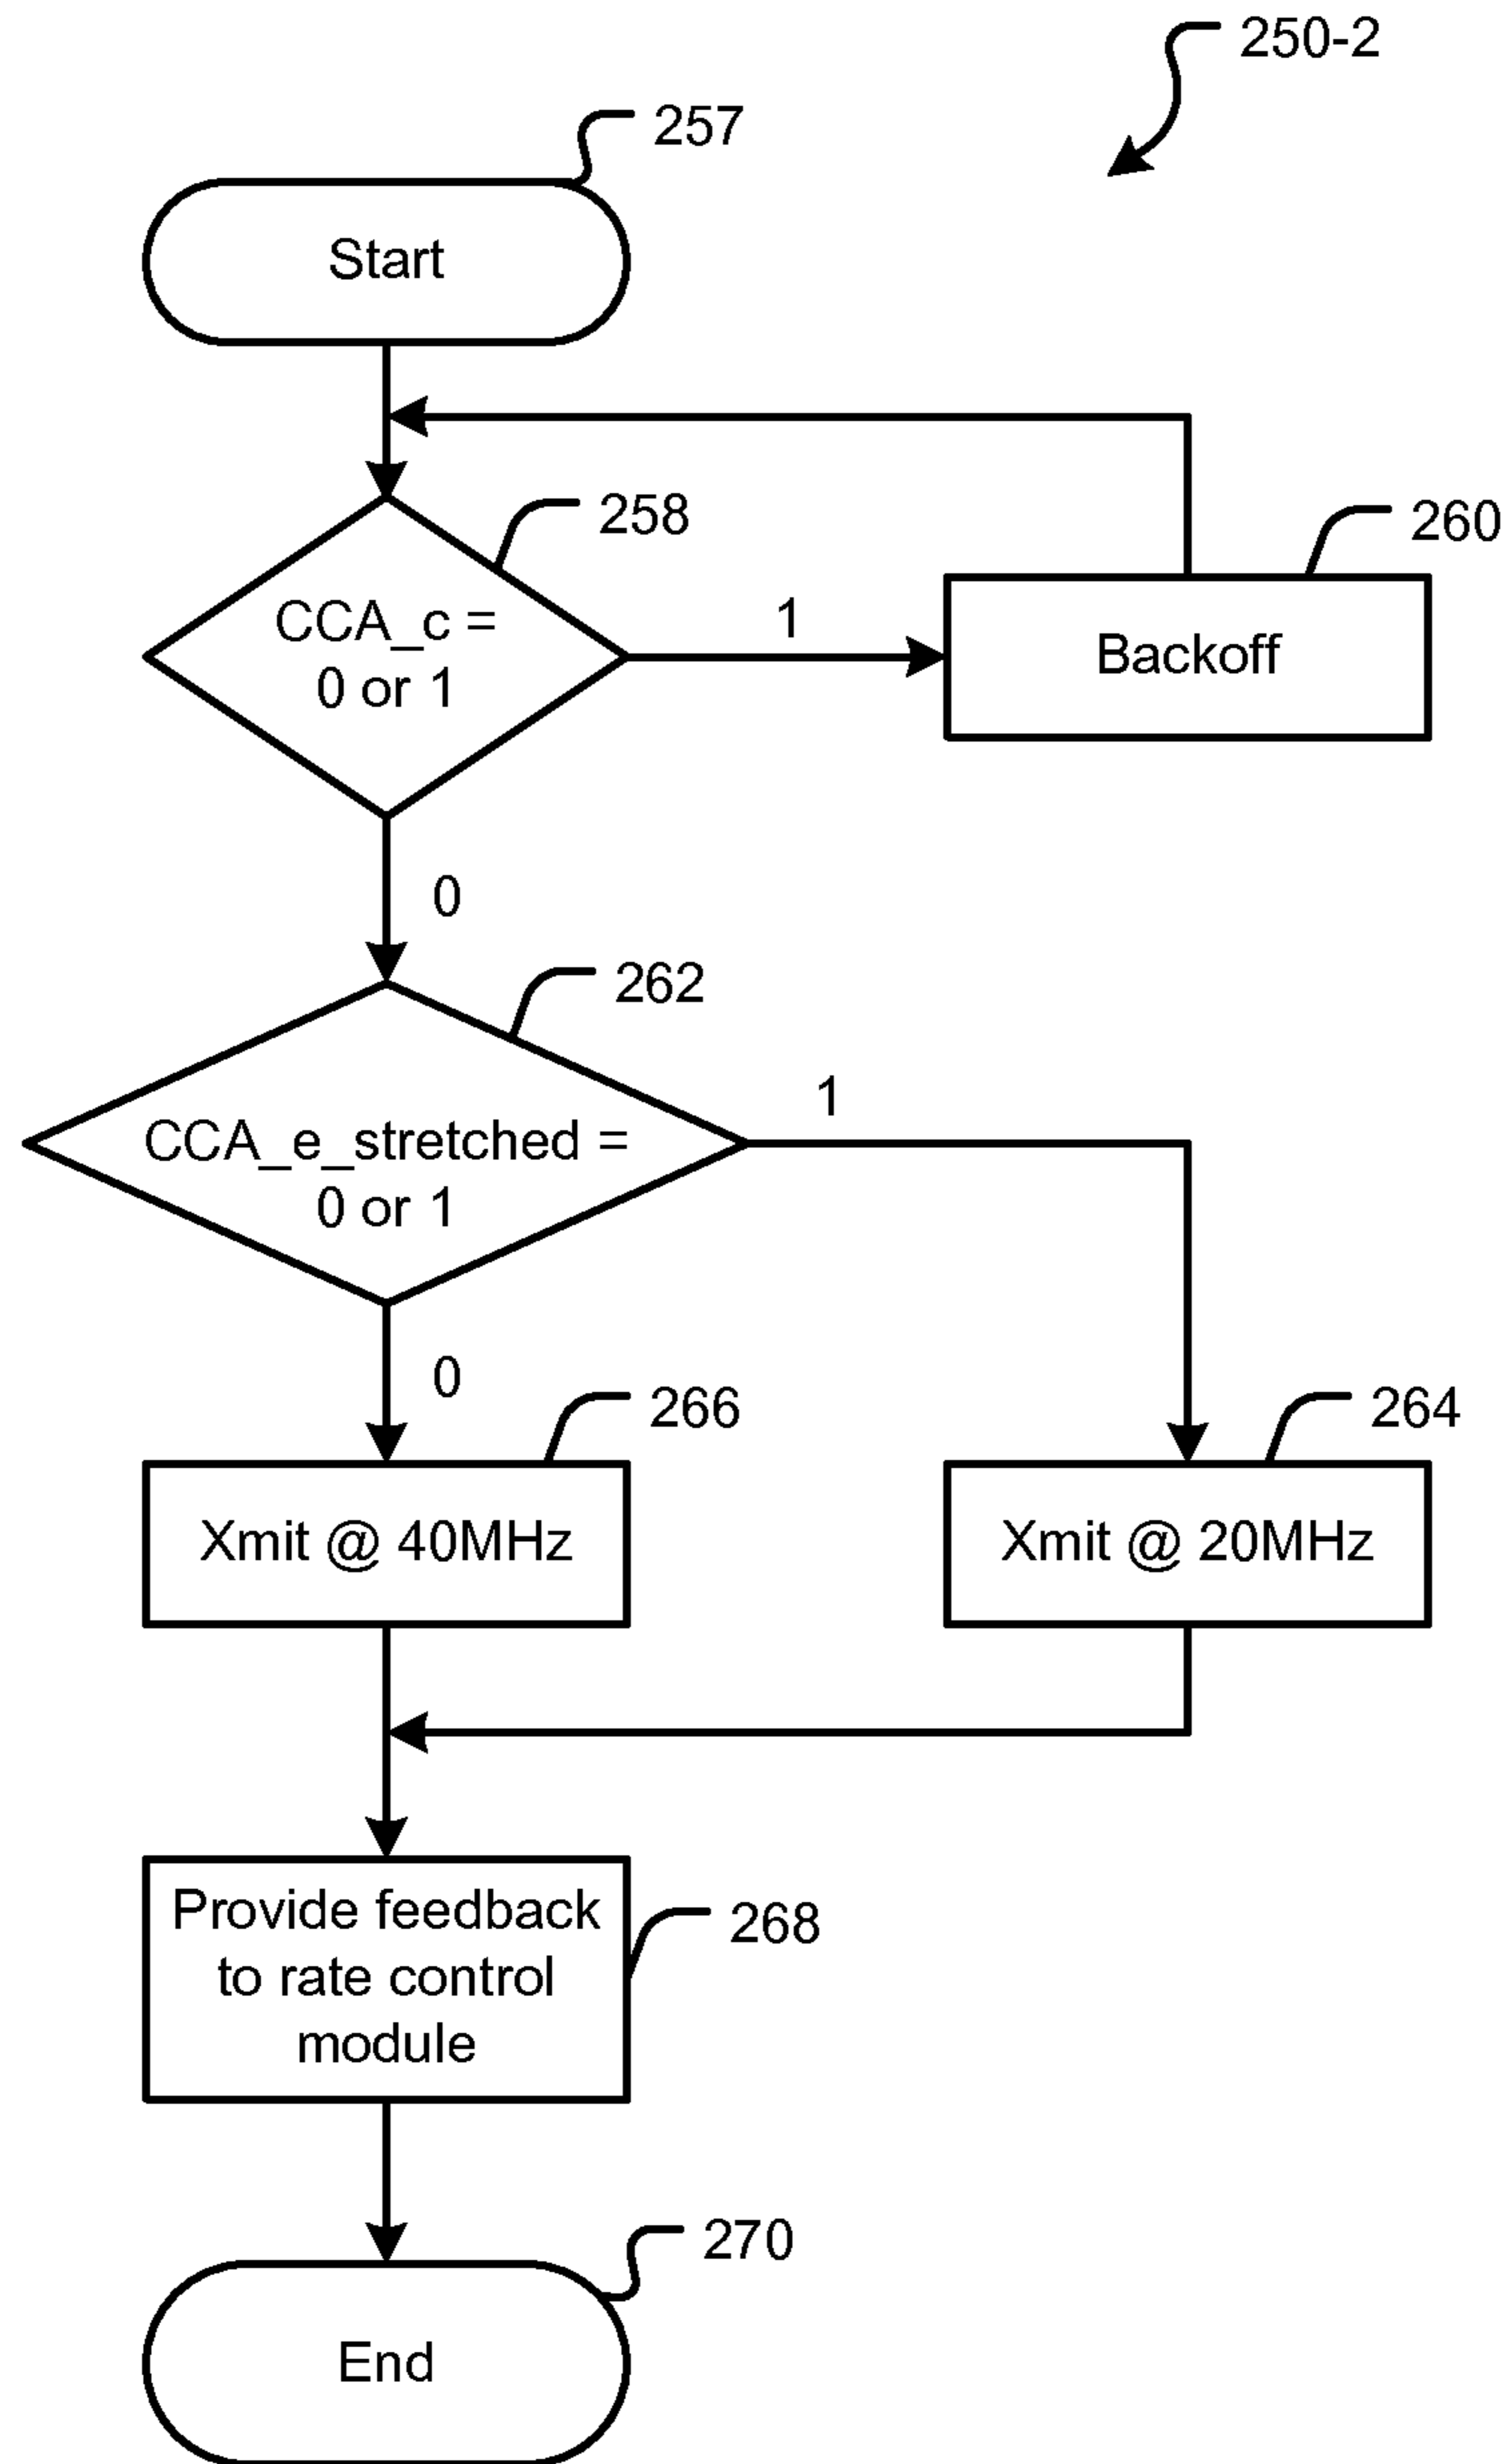 250-2
257
Start
258
260
CCA_c =
0 or 1
1
Backoff
0
262
CCA_e_stretched =
0 or 1
1
0
266
264
Xmit @ 40MHz
Xmit @ 20MHz
Provide feedback
to rate control
module
268
270
End